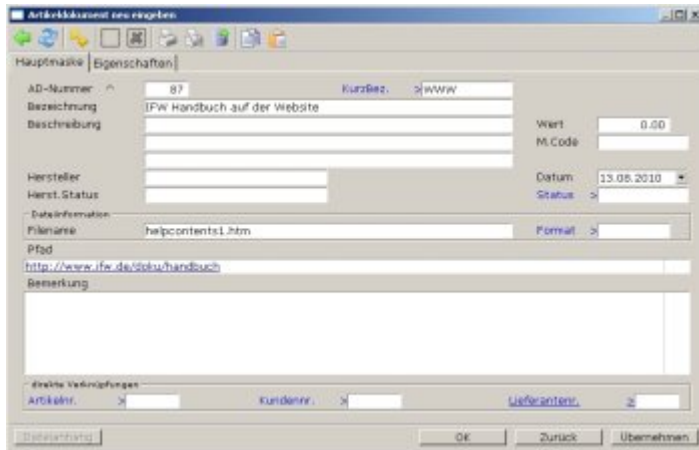 Artikeldokument neu eingeben
Hauptmaske Eigenschaften
AD-Nummer ^ 87 KurzBez. > WWW
Bezeichnung IFW Handbuch auf der Website
Beschreibung Wert 0.00
M.Code
Hersteller Datum 13.08.2010
Herst.Status Status >
Dateiinformation
Filename helpcontents1.htm Format >
Pfad
http://www.ifw.de/doku/handbuch
Bemerkung
direkte Verknüpfungen
Artikelnr. > Kundennr. > Lieferantennr. >
Dateianhang OK Zurück Übernehmen